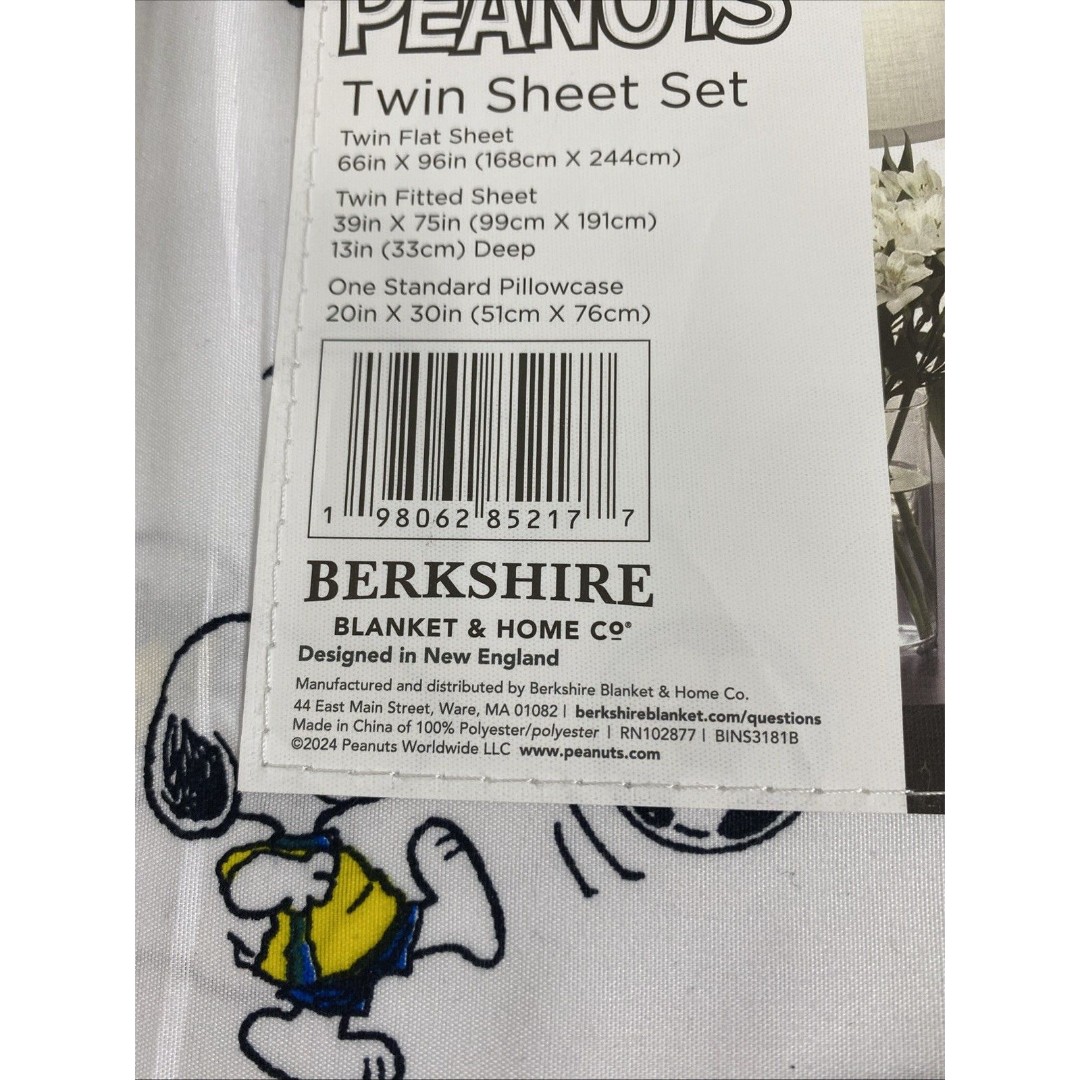 PEANUTS
Twin Sheet Set
Twin Flat Sheet
66in X 96in (168cm X 244cm)
Twin Fitted Sheet
39in X 75in (99cm X 191cm)
13in (33cm) Deep
One Standard Pillowcase
20in X 30in (51cm X 76cm)
1 98062 85217 7
BERKSHIRE
BLANKET & HOME Cº®
Designed in New England
Manufactured and distributed by Berkshire Blanket & Home Co.
44 East Main Street, Ware, MA 01082 | berkshireblanket.com/questions
Made in China of 100% Polyester/polyester | RN102877 | BINS3181B
©2024 Peanuts Worldwide LLC www.peanuts.com